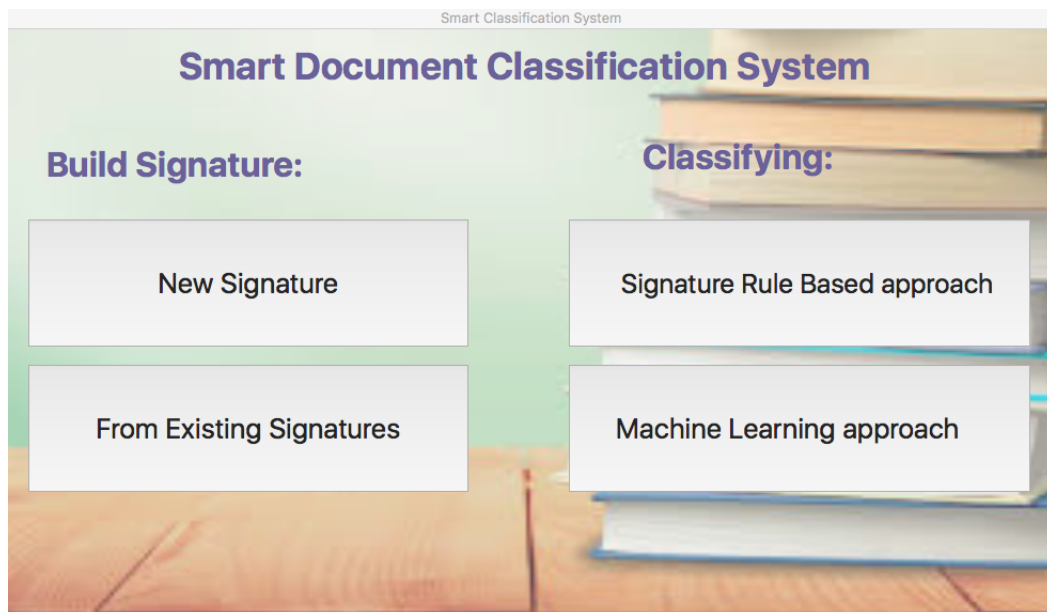 Smart Classification System
Smart Document Classification System
Build Signature:
New Signature
From Existing Signatures
Classifying:
Signature Rule Based approach
Machine Learning approach